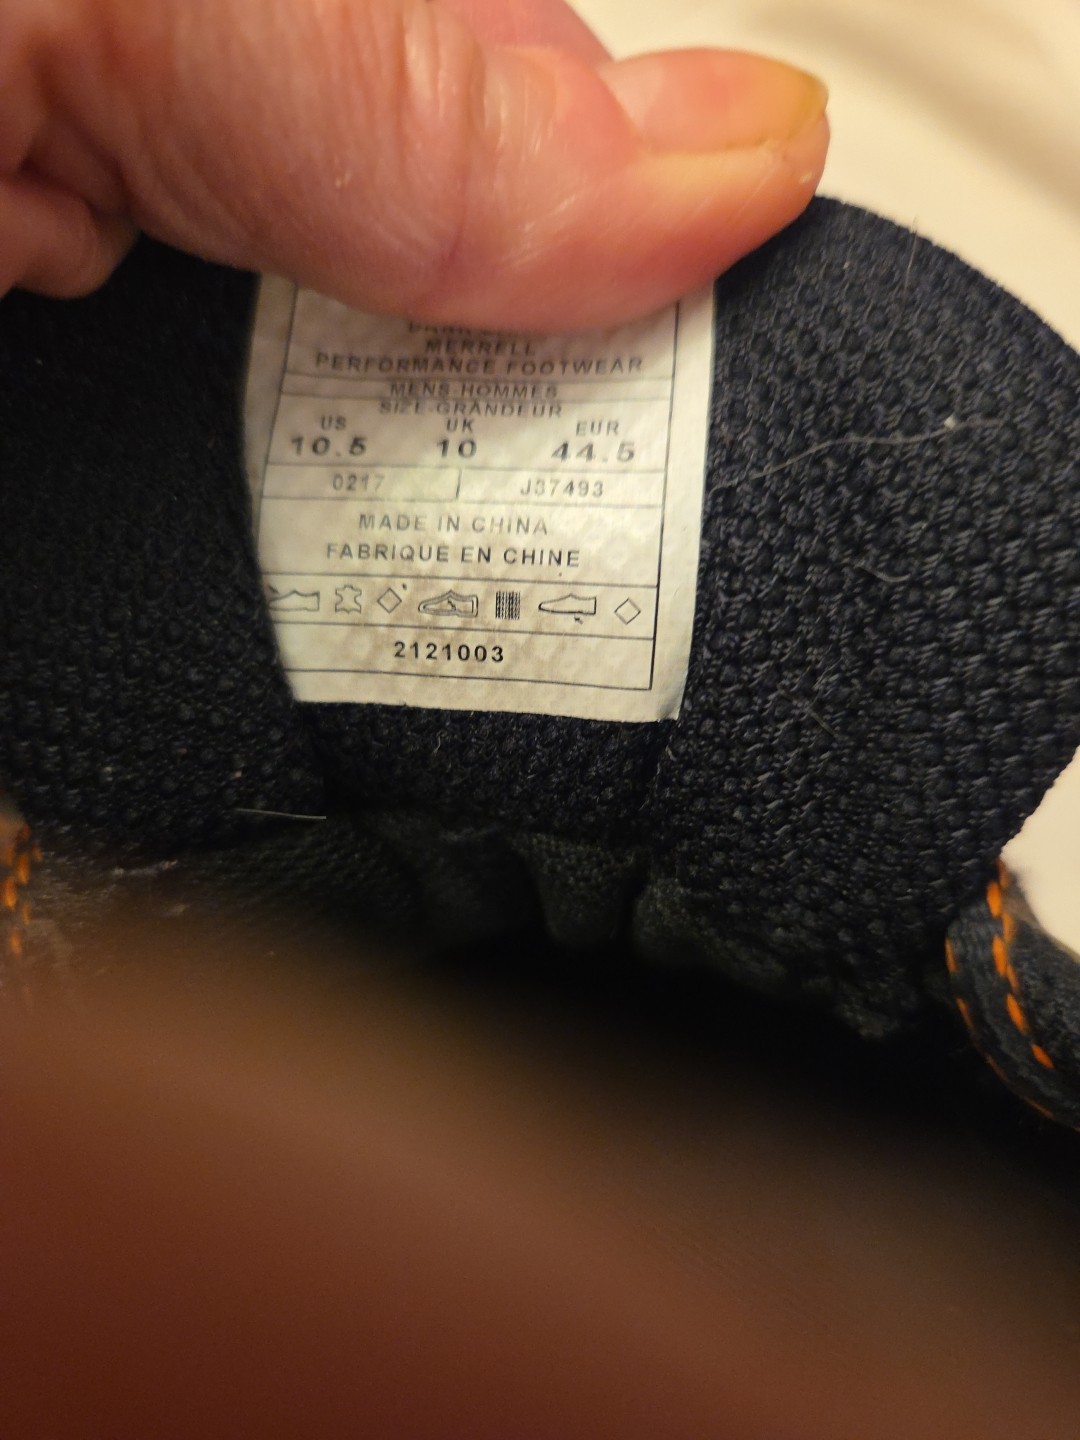 MERRELL
PERFORMANCE FOOTWEAR
MENS-HOMMES
SIZE-GRANDEUR
US UK EUR
10.5 10 44.5
0217 J37493
MADE IN CHINA
FABRIQUE EN CHINE
2121003